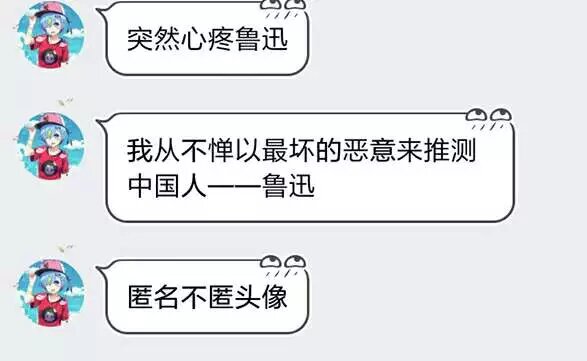 突然心疼鲁迅
我从不惮以最坏的恶意来推测
中国人——鲁迅
匿名不匿头像